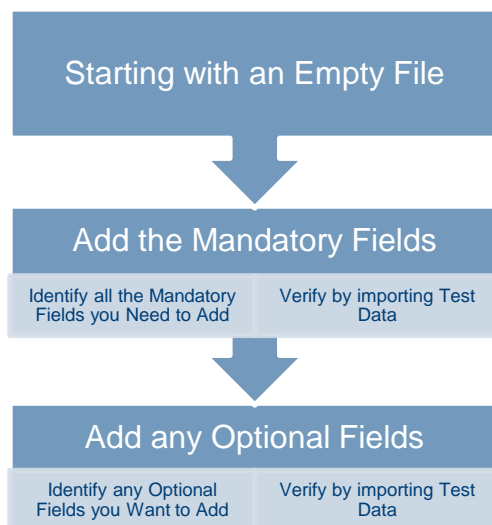 Starting with an Empty File
Add the Mandatory Fields
Identify all the Mandatory
Fields you Need to Add
Verify by importing Test
Data
Add any Optional Fields
Identify any Optional
Fields you Want to Add
Verify by importing Test
Data